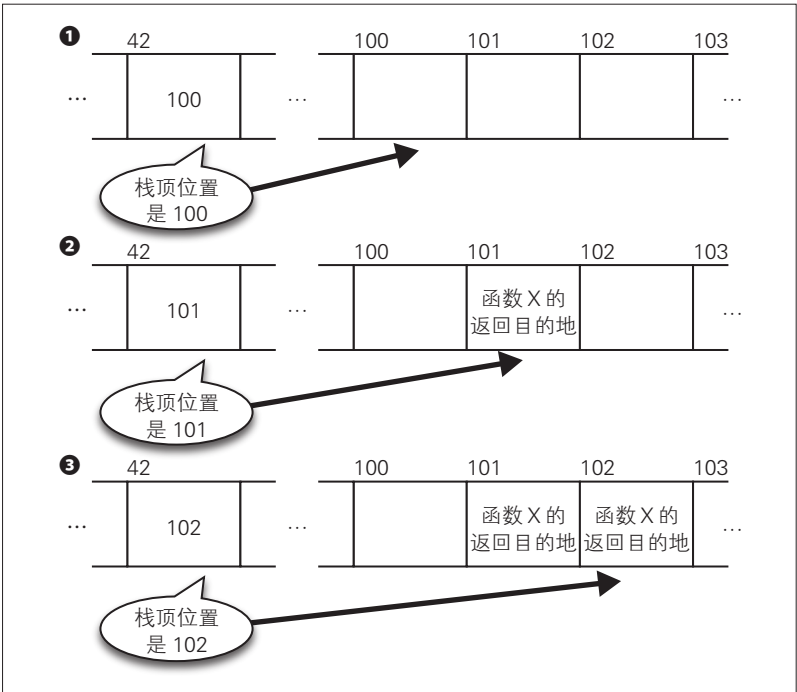 ❶ 42 100 101 102 103
… 100 … …
栈顶位置
是 100
❷ 42 100 101 102 103
… 101 … 函数 X 的 …
返回目的地
栈顶位置
是 101
❸ 42 100 101 102 103
… 102 … 函数 X 的 函数 X 的 …
返回目的地 返回目的地
栈顶位置
是 102